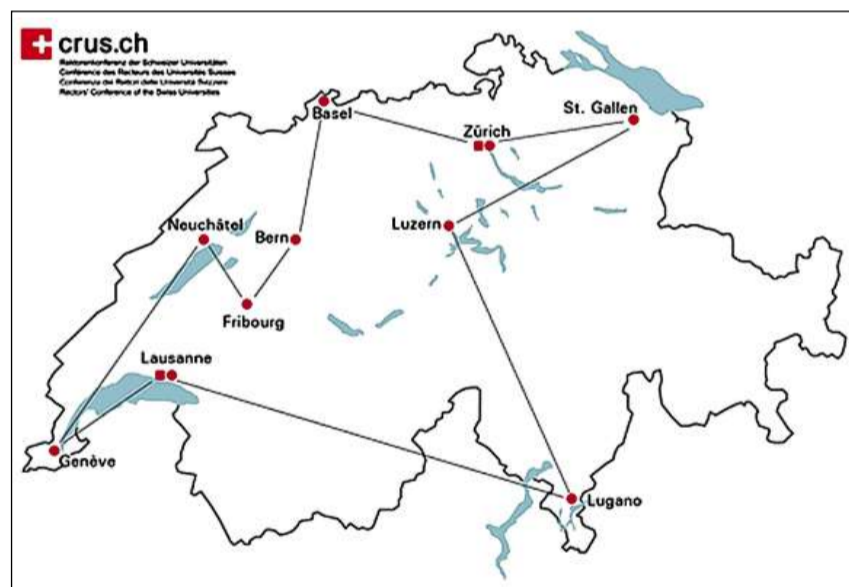 crus.ch
Rektorenkonferenz der Schweizer Universitäten
Conférence des Recteurs des Universités Suisses
Conferenza dei Rettori delle Università Svizzere
Rectors' Conference of the Swiss Universities
Basel
St. Gallen
Zürich
Neuchâtel
Bern
Luzern
Fribourg
Lausanne
Genève
Lugano